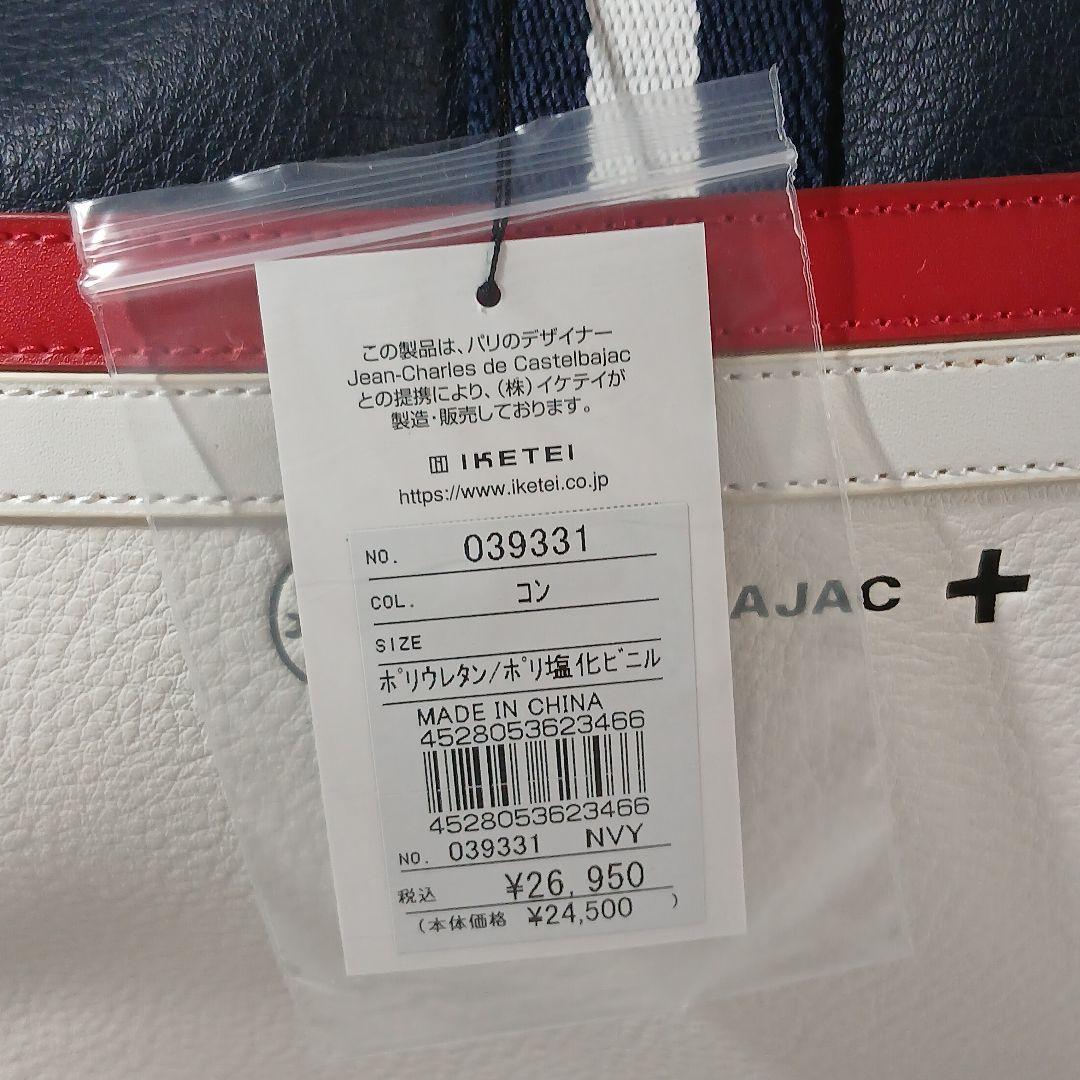 この製品は、パリのデザイナー
Jean-Charles de Castelbajac
との提携により、(株)イケテイが
製造・販売しております。
IKETEI
https://www.iketei.co.jp
NO. 039331
COL. コン
SIZE
ポリウレタン/ポリ塩化ビニル
MADE IN CHINA
4528053623466
4528053623466
NO. 039331 NVY
税込 ¥26,950
(本体価格 ¥24,500 )
AJAC